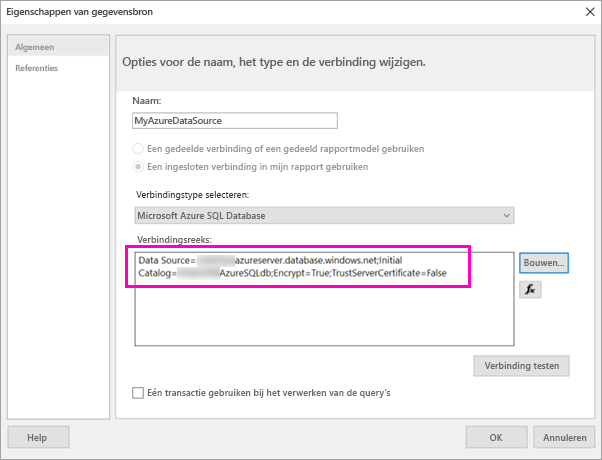 Eigenschappen van gegevensbron
Algemeen
Referenties
Opties voor de naam, het type en de verbinding wijzigen.
Naam:
MyAzureDataSource
Een gedeelde verbinding of een gedeeld rapportmodel gebruiken
Een ingesloten verbinding in mijn rapport gebruiken
Verbindingstype selecteren:
Microsoft Azure SQL Database
Verbindingsreeks:
Data Source= azureserver.database.windows.net;Initial
Catalog= AzureSQLdb;Encrypt=True;TrustServerCertificate=False
Bouwen...
fx
Verbinding testen
Eén transactie gebruiken bij het verwerken van de query's
Help
OK
Annuleren